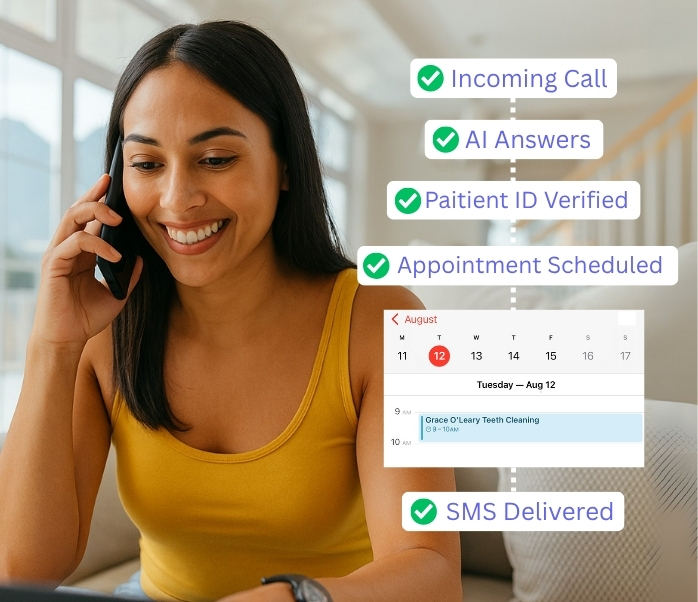 Incoming Call
AI Answers
Paitient ID Verified
Appointment Scheduled
August
M T W T F S S
11 12 13 14 15 16 17
Tuesday — Aug 12
9 AM
Grace O'Leary Teeth Cleaning
9 - 10AM
10 AM
SMS Delivered